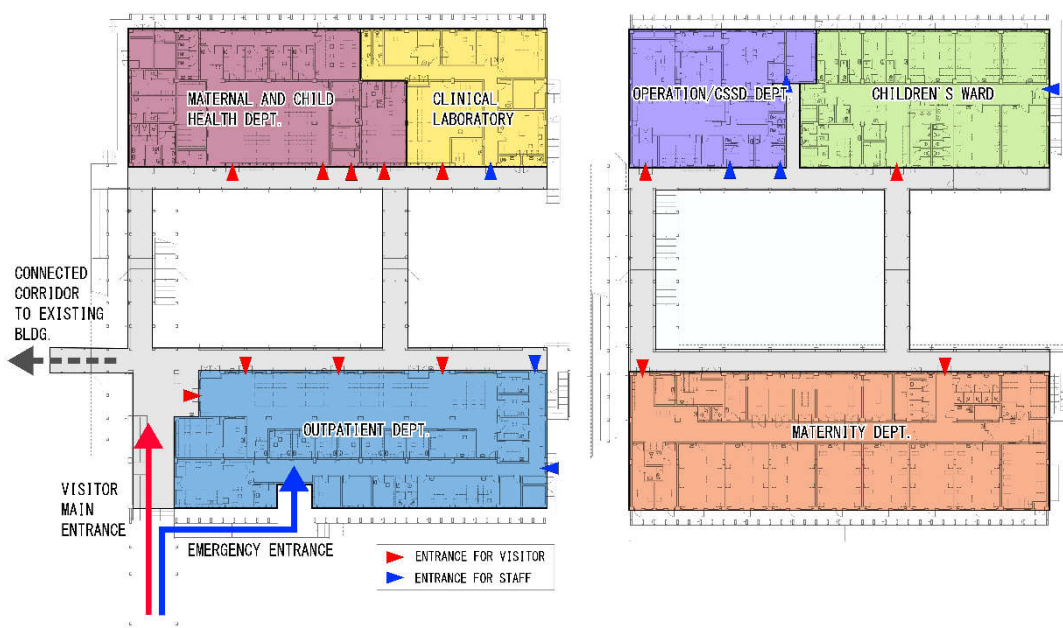 MATERNAL AND CHILD
HEALTH DEPT.
CLINICAL
LABORATORY
OPERATION/CSSD DEPT.
CHILDREN'S WARD
CONNECTED
CORRIDOR
TO EXISTING
BLDG.
OUTPATIENT DEPT.
MATERNITY DEPT.
VISITOR
MAIN
ENTRANCE
EMERGENCY ENTRANCE
ENTRANCE FOR VISITOR
ENTRANCE FOR STAFF